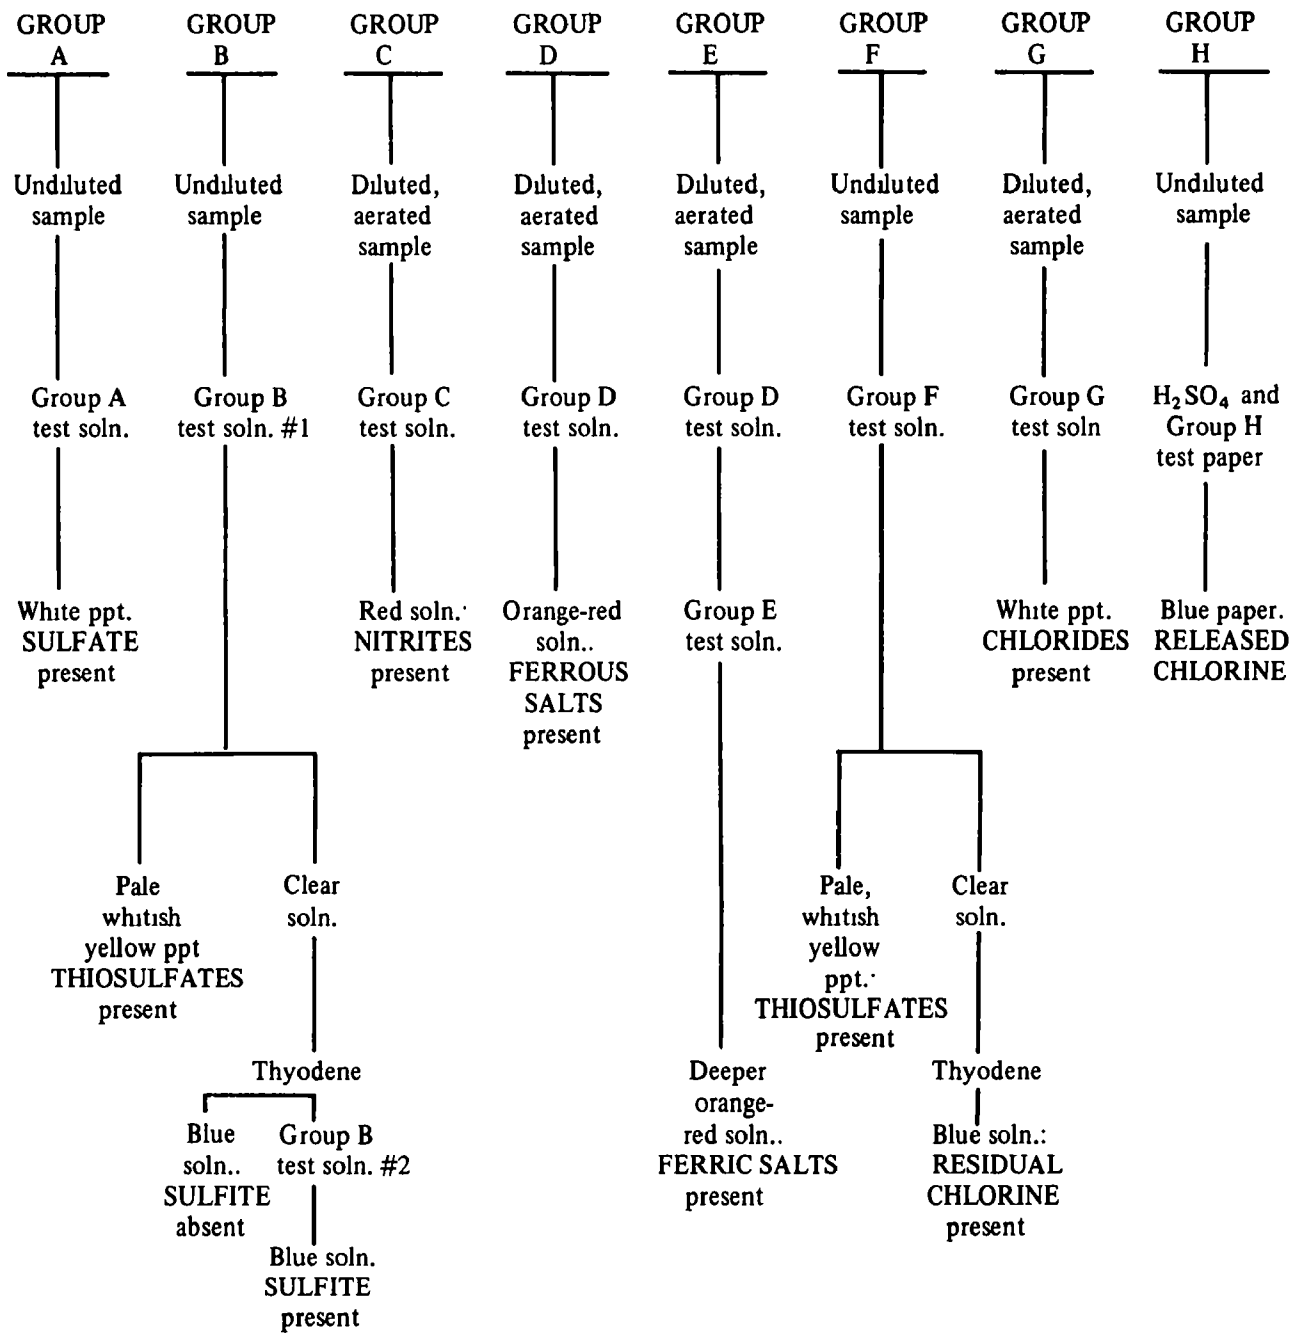 GROUP A
GROUP B
GROUP C
GROUP D
GROUP E
GROUP F
GROUP G
GROUP H
Undiluted
sample
Undiluted
sample
Diluted,
aerated
sample
Diluted,
aerated
sample
Diluted,
aerated
sample
Undiluted
sample
Diluted,
aerated
sample
Undiluted
sample
Group A
test soln.
Group B
test soln. #1
Group C
test soln.
Group D
test soln.
Group D
test soln.
Group F
test soln.
Group G
test soln
H₂SO₄ and
Group H
test paper
White ppt.
SULFATE
present
Red soln.·
NITRITES
present
Orange-red
soln..
FERROUS
SALTS
present
Group E
test soln.
White ppt.
CHLORIDES
present
Blue paper.
RELEASED
CHLORINE
Pale
whitish
yellow ppt
THIOSULFATES
present
Clear
soln.
Pale,
whitish
yellow
ppt.·
THIOSULFATES
present
Clear
soln.
Thyodene
Blue
soln..
SULFITE
absent
Group B
test soln. #2
Blue soln.
SULFITE
present
Deeper
orange-
red soln..
FERRIC SALTS
present
Thyodene
Blue soln.:
RESIDUAL
CHLORINE
present